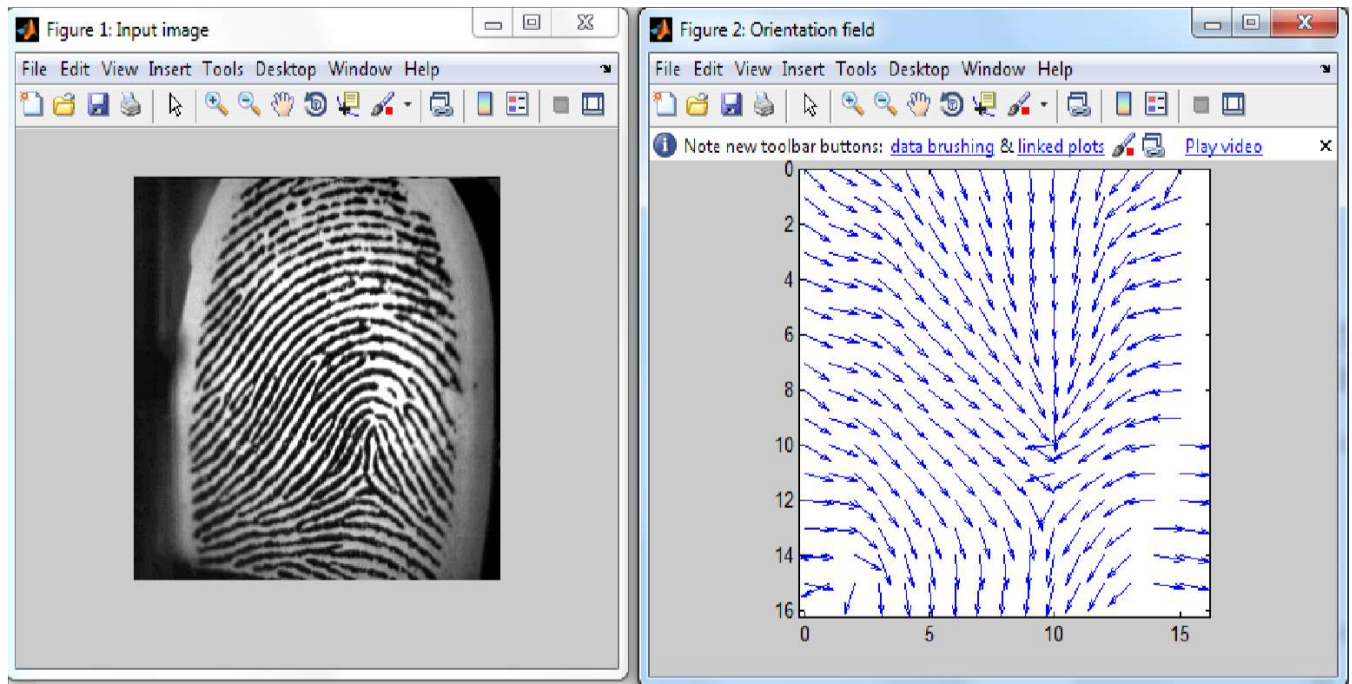 Figure 1: Input image
File Edit View Insert Tools Desktop Window Help
Figure 2: Orientation field
File Edit View Insert Tools Desktop Window Help
Note new toolbar buttons: data brushing & linked plots Play video
0
2
4
6
8
10
12
14
16
0 5 10 15